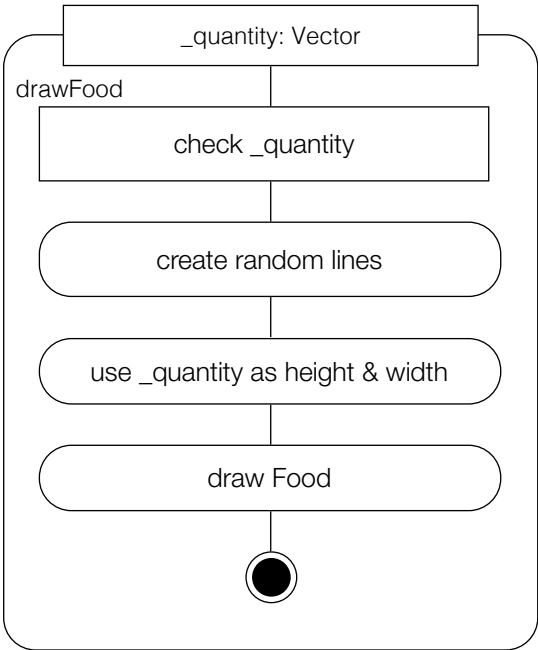 _quantity: Vector
drawFood
check _quantity
create random lines
use _quantity as height & width
draw Food